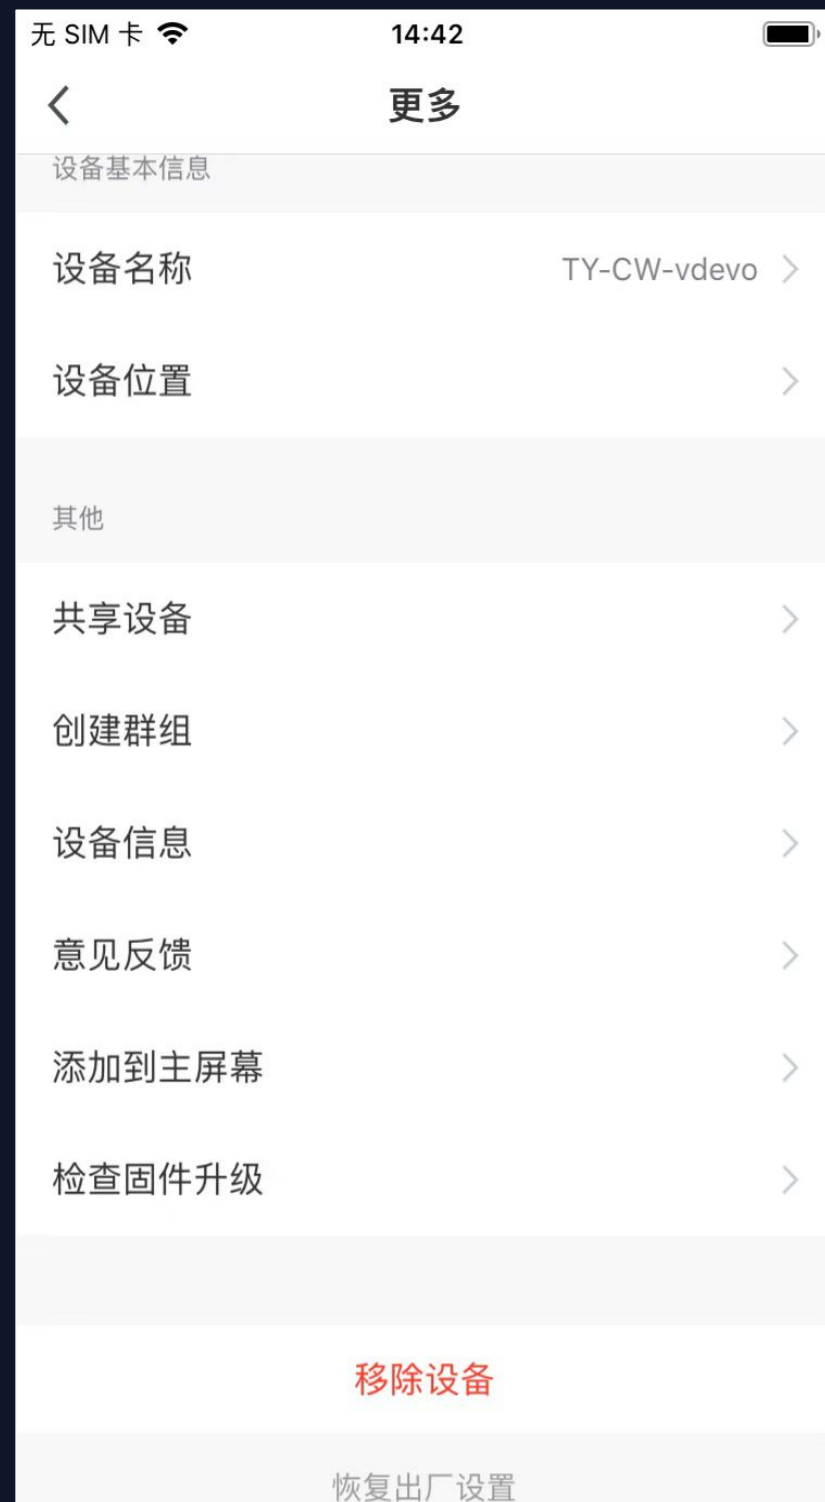 无 SIM 卡 14:42
更多
设备基本信息
设备名称 TY-CW-vdevo
设备位置
其他
共享设备
创建群组
设备信息
意见反馈
添加到主屏幕
检查固件升级
移除设备
恢复出厂设置